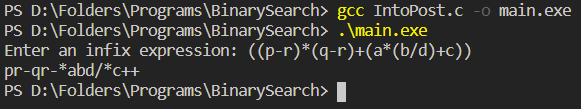 PS D:\Folders\Programs\BinarySearch> gcc IntoPost.c -o main.exe
PS D:\Folders\Programs\BinarySearch> .\main.exe
Enter an infix expression: ((p-r)*(q-r)+(a*(b/d)+c))
pr-qr-*abd/*c++
PS D:\Folders\Programs\BinarySearch>